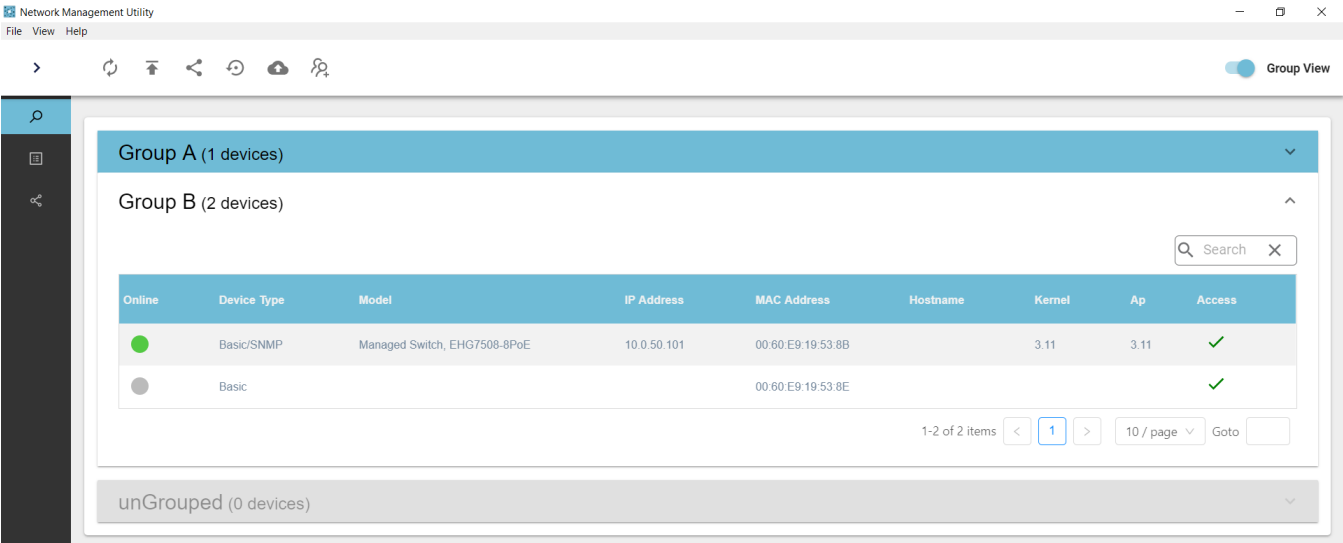 Network Management Utility
File View Help
Group View
Group A (1 devices)
Group B (2 devices)
Search
Online Device Type Model IP Address MAC Address Hostname Kernel Ap Access
Basic/SNMP Managed Switch, EHG7508-8PoE 10.0.50.101 00:60:E9:19:53:8B 3.11 3.11
Basic 00:60:E9:19:53:8E
1-2 of 2 items < 1 > 10 / page Goto
unGrouped (0 devices)